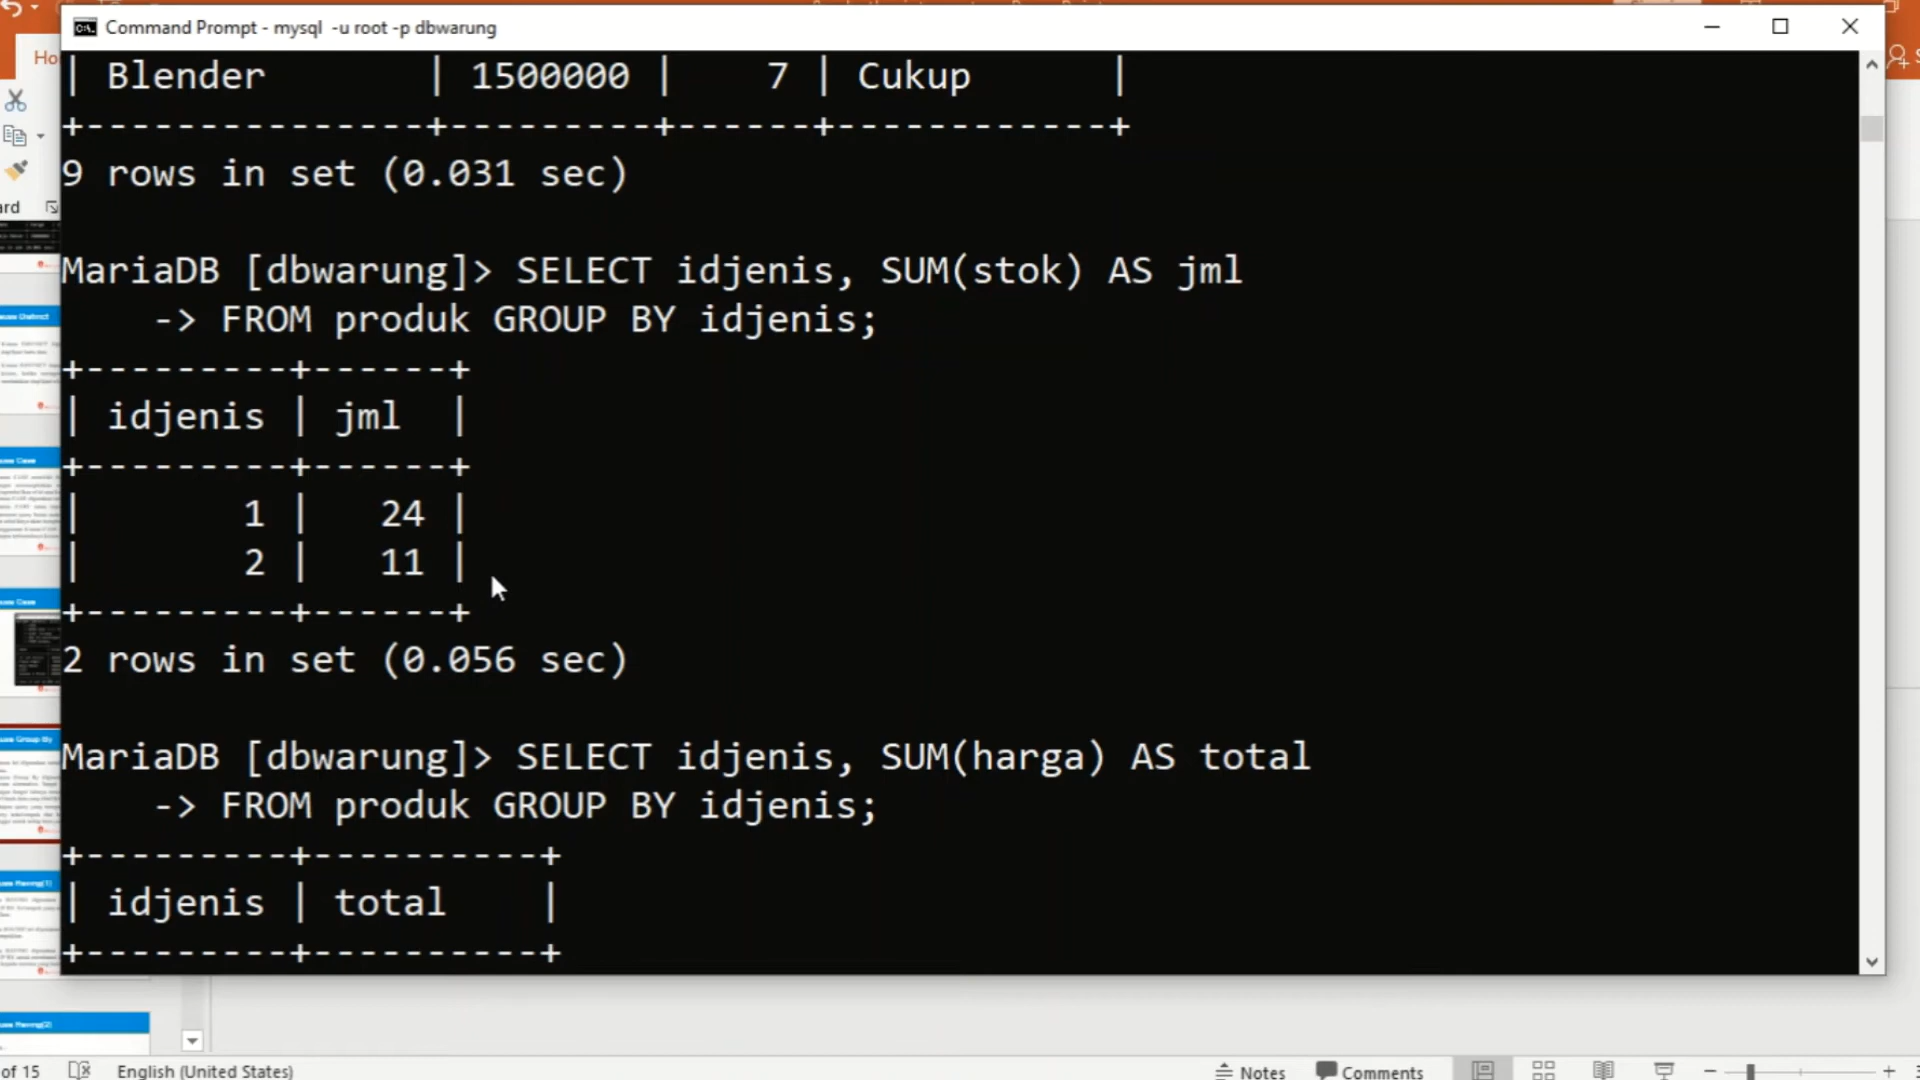 Command Prompt - mysql -u root -p dbwarung
Ho
| Blender | 1500000 | 7 | Cukup |
+---------------+---------+------+------------+
9 rows in set (0.031 sec)
MariaDB [dbwarung]> SELECT idjenis, SUM(stok) AS jml
-> FROM produk GROUP BY idjenis;
+---------+------+
| idjenis | jml |
+---------+------+
| 1 | 24 |
| 2 | 11 |
+---------+------+
2 rows in set (0.056 sec)
MariaDB [dbwarung]> SELECT idjenis, SUM(harga) AS total
-> FROM produk GROUP BY idjenis;
+---------+----------+
| idjenis | total |
+---------+----------+
ard
of 15 English (United States) Notes Comments